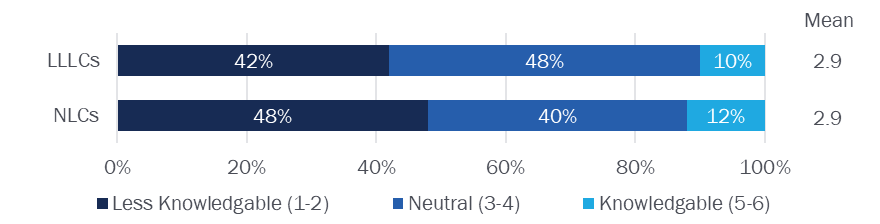 Mean
LLLCs 42% 48% 10% 2.9
NLCs 48% 40% 12% 2.9
0% 20% 40% 60% 80% 100%
Less Knowledgable (1-2) Neutral (3-4) Knowledgable (5-6)